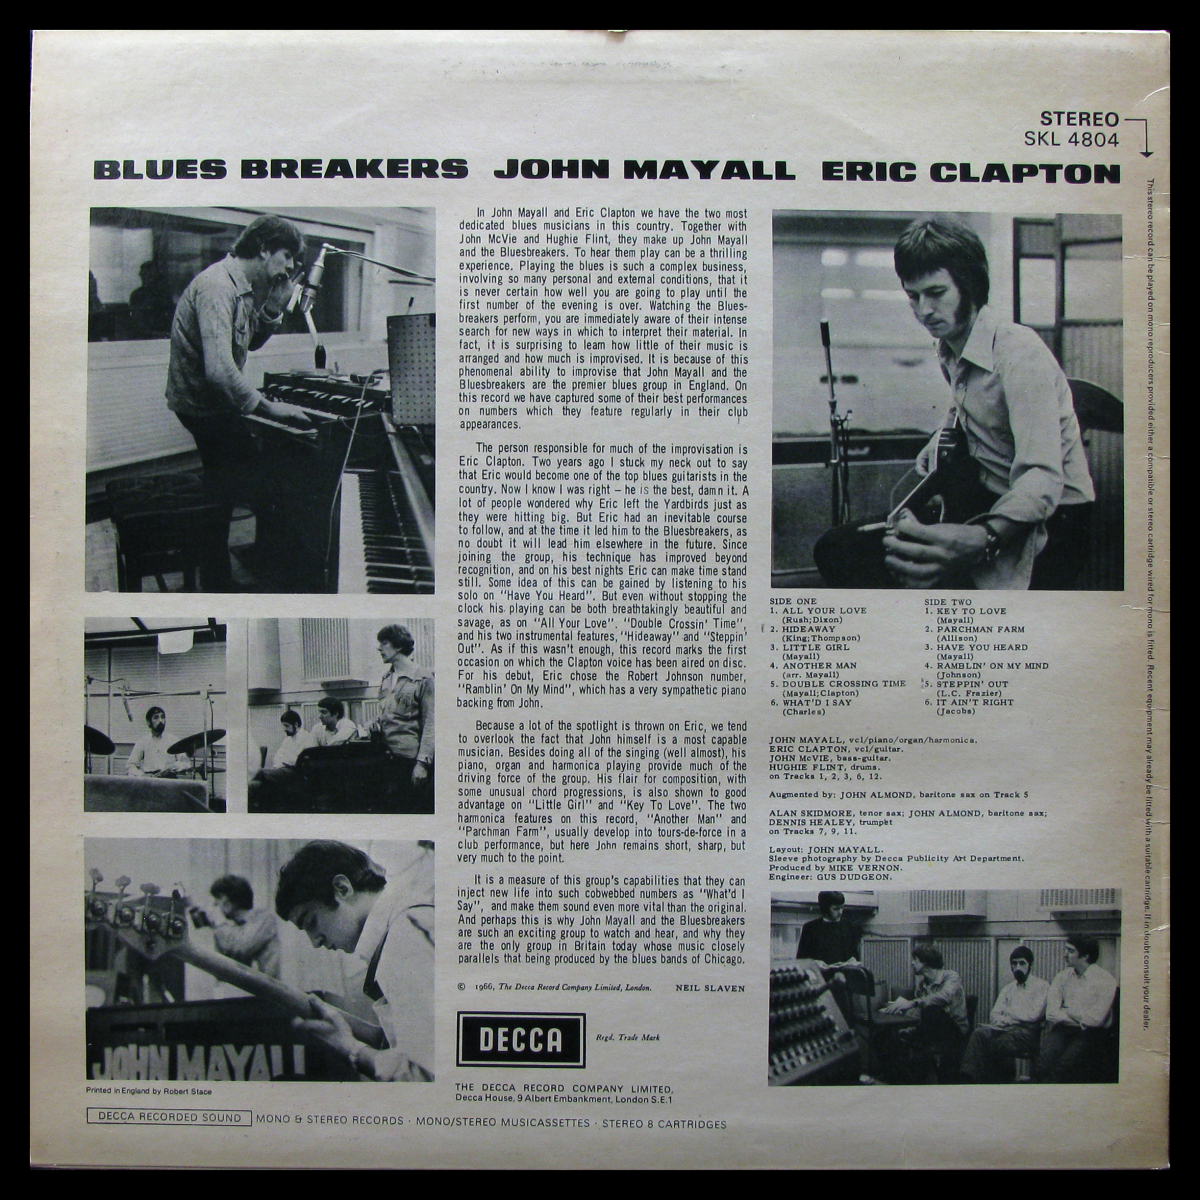 STEREO
SKL 4804
BLUES BREAKERS JOHN MAYALL ERIC CLAPTON
In John Mayall and Eric Clapton we have the two most
dedicated blues musicians in this country. Together with
John McVie and Hughie Flint, they make up John Mayall
and the Bluesbreakers. To hear them play can be a thrilling
experience. Playing the blues is such a complex business,
involving so many personal and external conditions, that it
is never certain how well you are going to play until the
first number of the evening is over. Watching the Blues-
breakers perform, you are immediately aware of their intense
search for new ways in which to interpret their material. In
fact, it is surprising to learn how little of their music is
arranged and how much is improvised. It is because of this
phenomenal ability to improvise that John Mayall and the
Bluesbreakers are the premier blues group in England. On
this record we have captured some of their best performances
on numbers which they feature regularly in their club
appearances.
The person responsible for much of the improvisation is
Eric Clapton. Two years ago I stuck my neck out to say
that Eric would become one of the top blues guitarists in the
country. Now I know I was right – he is the best, damn it. A
lot of people wondered why Eric left the Yardbirds just as
they were hitting big. But Eric had an inevitable course
to follow, and at the time it led him to the Bluesbreakers, as
no doubt it will lead him elsewhere in the future. Since
joining the group, his technique has improved beyond
recognition, and on his best nights Eric can make time stand
still. Some idea of this can be gained by listening to his
solo on "Have You Heard". But even without stopping the
clock his playing can be both breathtakingly beautiful and
savage, as on "All Your Love". "Double Crossin' Time",
and his two instrumental features, "Hideaway" and "Steppin'
Out". As if this wasn't enough, this record marks the first
occasion on which the Clapton voice has been aired on disc.
For his debut, Eric chose the Robert Johnson number,
"Ramblin' On My Mind", which has a very sympathetic piano
backing from John.
Because a lot of the spotlight is thrown on Eric, we tend
to overlook the fact that John himself is a most capable
musician. Besides doing all of the singing (well almost), his
piano, organ and harmonica playing provide much of the
driving force of the group. His flair for composition, with
some unusual chord progressions, is also shown to good
advantage on "Little Girl" and "Key To Love". The two
harmonica features on this record, "Another Man" and
"Parchman Farm", usually develop into tours-de-force in a
club performance, but here John remains short, sharp, but
very much to the point.
It is a measure of this group's capabilities that they can
inject new life into such cobwebbed numbers as "What'd I
Say", and make them sound even more vital than the original.
And perhaps this is why John Mayall and the Bluesbreakers
are such an exciting group to watch and hear, and why they
are the only group in Britain today whose music closely
parallels that being produced by the blues bands of Chicago.
© 1966, The Decca Record Company Limited, London. NEIL SLAVEN
DECCA
Regd. Trade Mark
THE DECCA RECORD COMPANY LIMITED,
Decca House, 9 Albert Embankment, London S.E.1
SIDE ONE
1. ALL YOUR LOVE
(Rush;Dixon)
2. HIDEAWAY
(King;Thompson)
3. LITTLE GIRL
(Mayall)
4. ANOTHER MAN
(arr. Mayall)
5. DOUBLE CROSSING TIME
(Mayall;Clapton)
6. WHAT'D I SAY
(Charles)
SIDE TWO
1. KEY TO LOVE
(Mayall)
2. PARCHMAN FARM
(Allison)
3. HAVE YOU HEARD
(Mayall)
4. RAMBLIN' ON MY MIND
(Johnson)
5. STEPPIN' OUT
(L.C. Frazier)
6. IT AIN'T RIGHT
(Jacobs)
JOHN MAYALL, vcl/piano/organ/harmonica.
ERIC CLAPTON, vcl/guitar.
JOHN McVIE, bass-guitar.
HUGHIE FLINT, drums.
on Tracks 1, 2, 3, 6, 12.
Augmented by: JOHN ALMOND, baritone sax on Track 5
ALAN SKIDMORE, tenor sax; JOHN ALMOND, baritone sax;
DENNIS HEALEY, trumpet
on Tracks 7, 9, 11.
Layout: JOHN MAYALL.
Sleeve photography by Decca Publicity Art Department.
Produced by MIKE VERNON.
Engineer: GUS DUDGEON.
This stereo record can be played on mono reproducers provided either a compatible or stereo cartridge wired for mono is fitted. Recent equipment may already be fitted with a suitable cartridge. If in doubt consult your dealer.
JOHN MAYALL
Printed in England by Robert Stace
DECCA RECORDED SOUND MONO & STEREO RECORDS · MONO/STEREO MUSICASSETTES · STEREO 8 CARTRIDGES